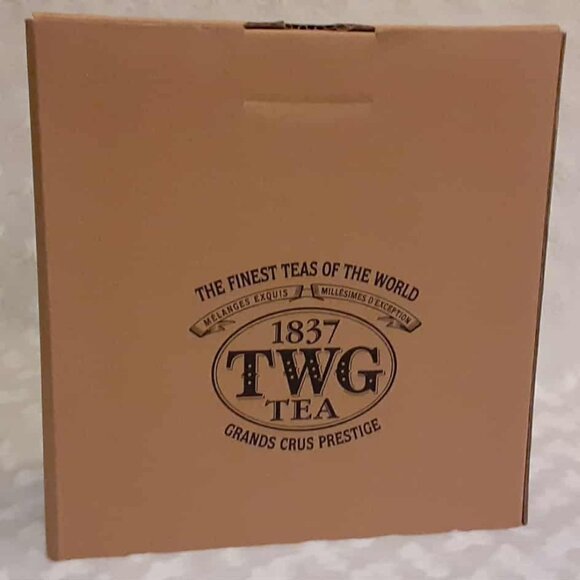 THE FINEST TEAS OF THE WORLD
MÉLANGES EXQUIS MILLÉSIMES D'EXCEPTION
1837
TWG
TEA
GRANDS CRUS PRESTIGE